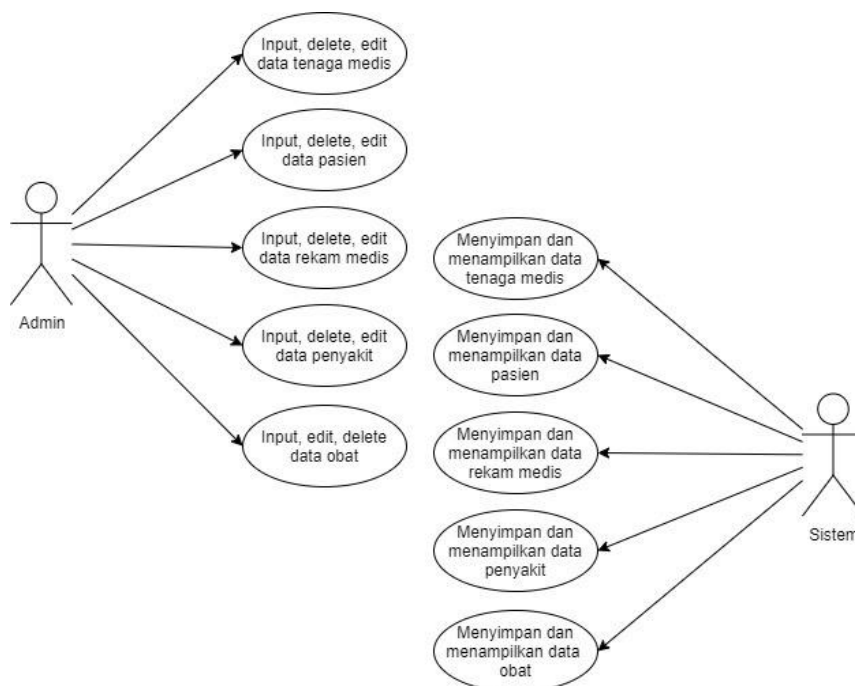 Input, delete, edit
data tenaga medis
Input, delete, edit
data pasien
Input, delete, edit
data rekam medis
Input, delete, edit
data penyakit
Input, edit, delete
data obat
Admin
Menyimpan dan
menampilkan data
tenaga medis
Menyimpan dan
menampilkan data
pasien
Menyimpan dan
menampilkan data
rekam medis
Menyimpan dan
menampilkan data
penyakit
Menyimpan dan
menampilkan data
obat
Sistem